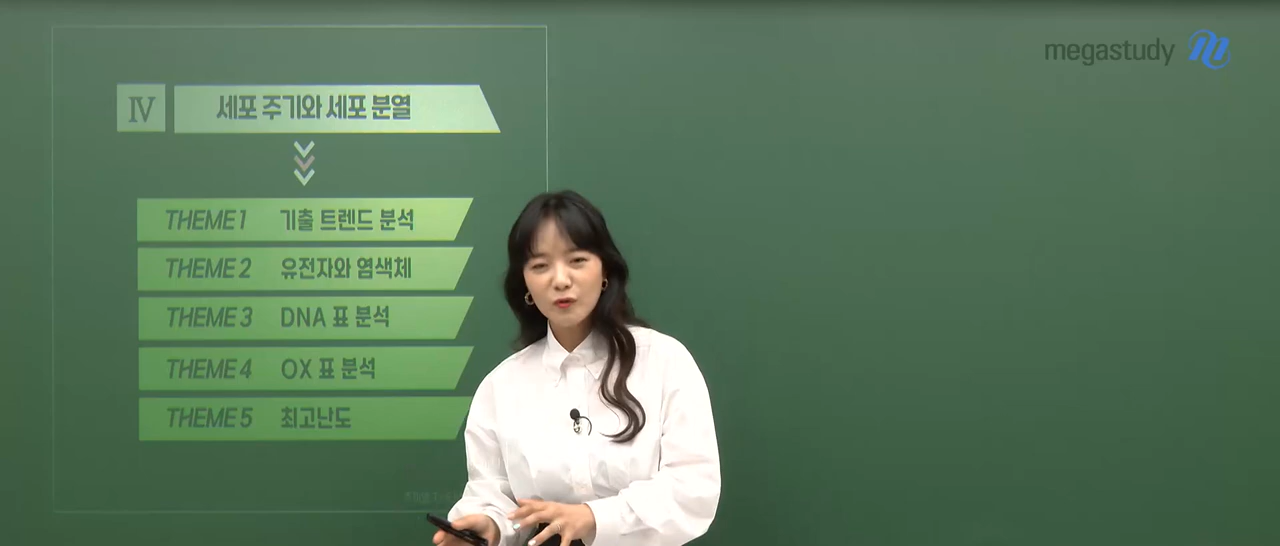 megastudy
IV 세포 주기와 세포 분열
THEME 1 기출 트렌드 분석
THEME 2 유전자와 염색체
THEME 3 DNA 표 분석
THEME 4 OX 표 분석
THEME 5 최고난도